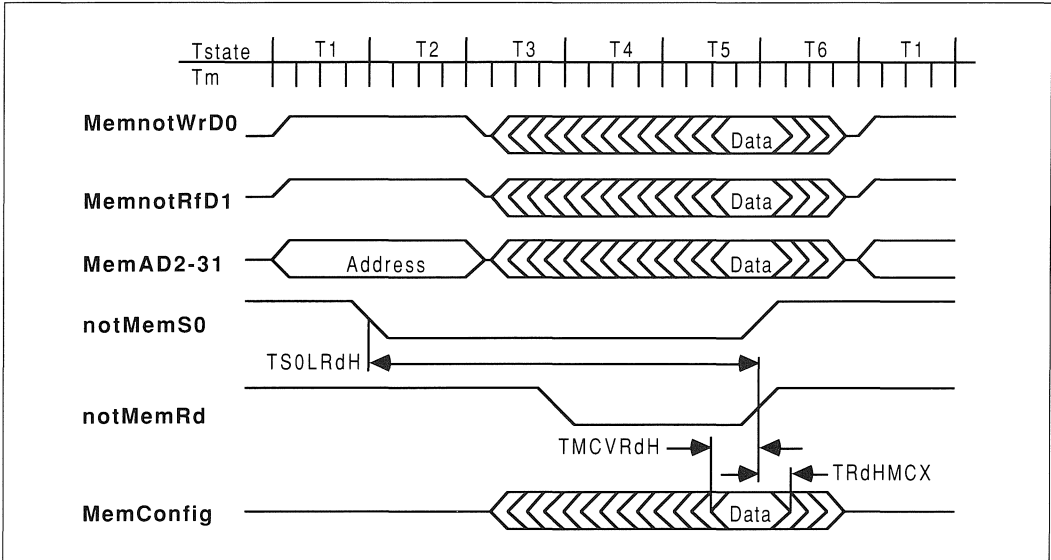 Tstate T1 T2 T3 T4 T5 T6 T1
Tm
MemnotWrD0 Data
MemnotRfD1 Data
MemAD2-31 Address Data
notMemS0
TS0LRdH
notMemRd
TMCVRdH TRdHMCX
MemConfig Data